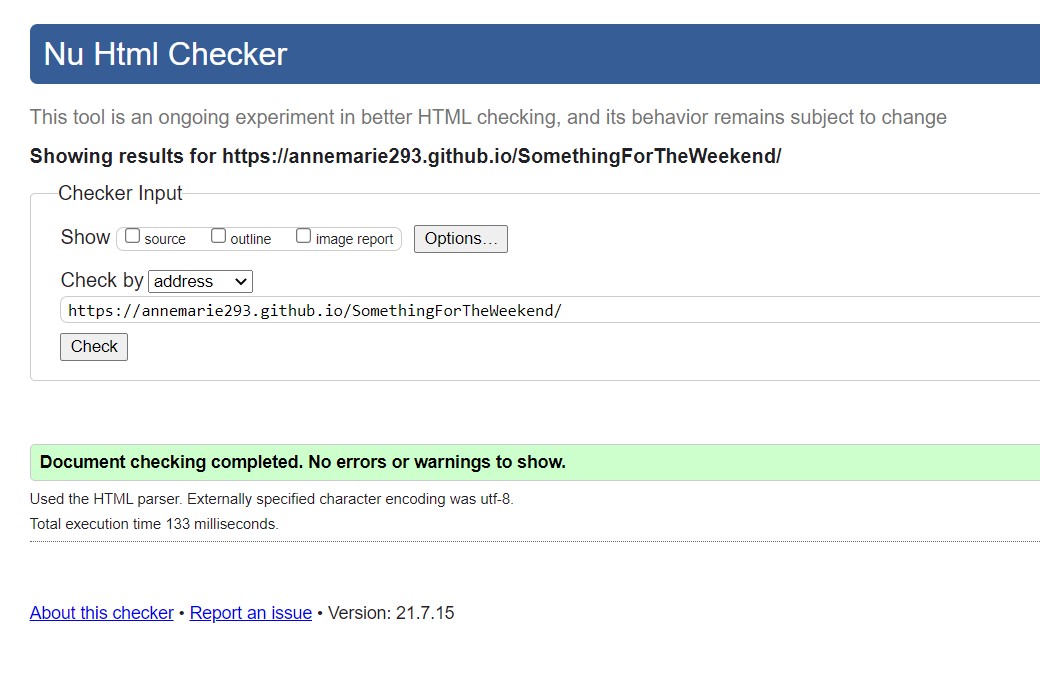 Nu Html Checker
This tool is an ongoing experiment in better HTML checking, and its behavior remains subject to change
Showing results for https://annemarie293.github.io/SomethingForTheWeekend/
Checker Input
Show source outline image report Options...
Check by address
https://annemarie293.github.io/SomethingForTheWeekend/
Check
Document checking completed. No errors or warnings to show.
Used the HTML parser. Externally specified character encoding was utf-8.
Total execution time 133 milliseconds.
About this checker • Report an issue • Version: 21.7.15